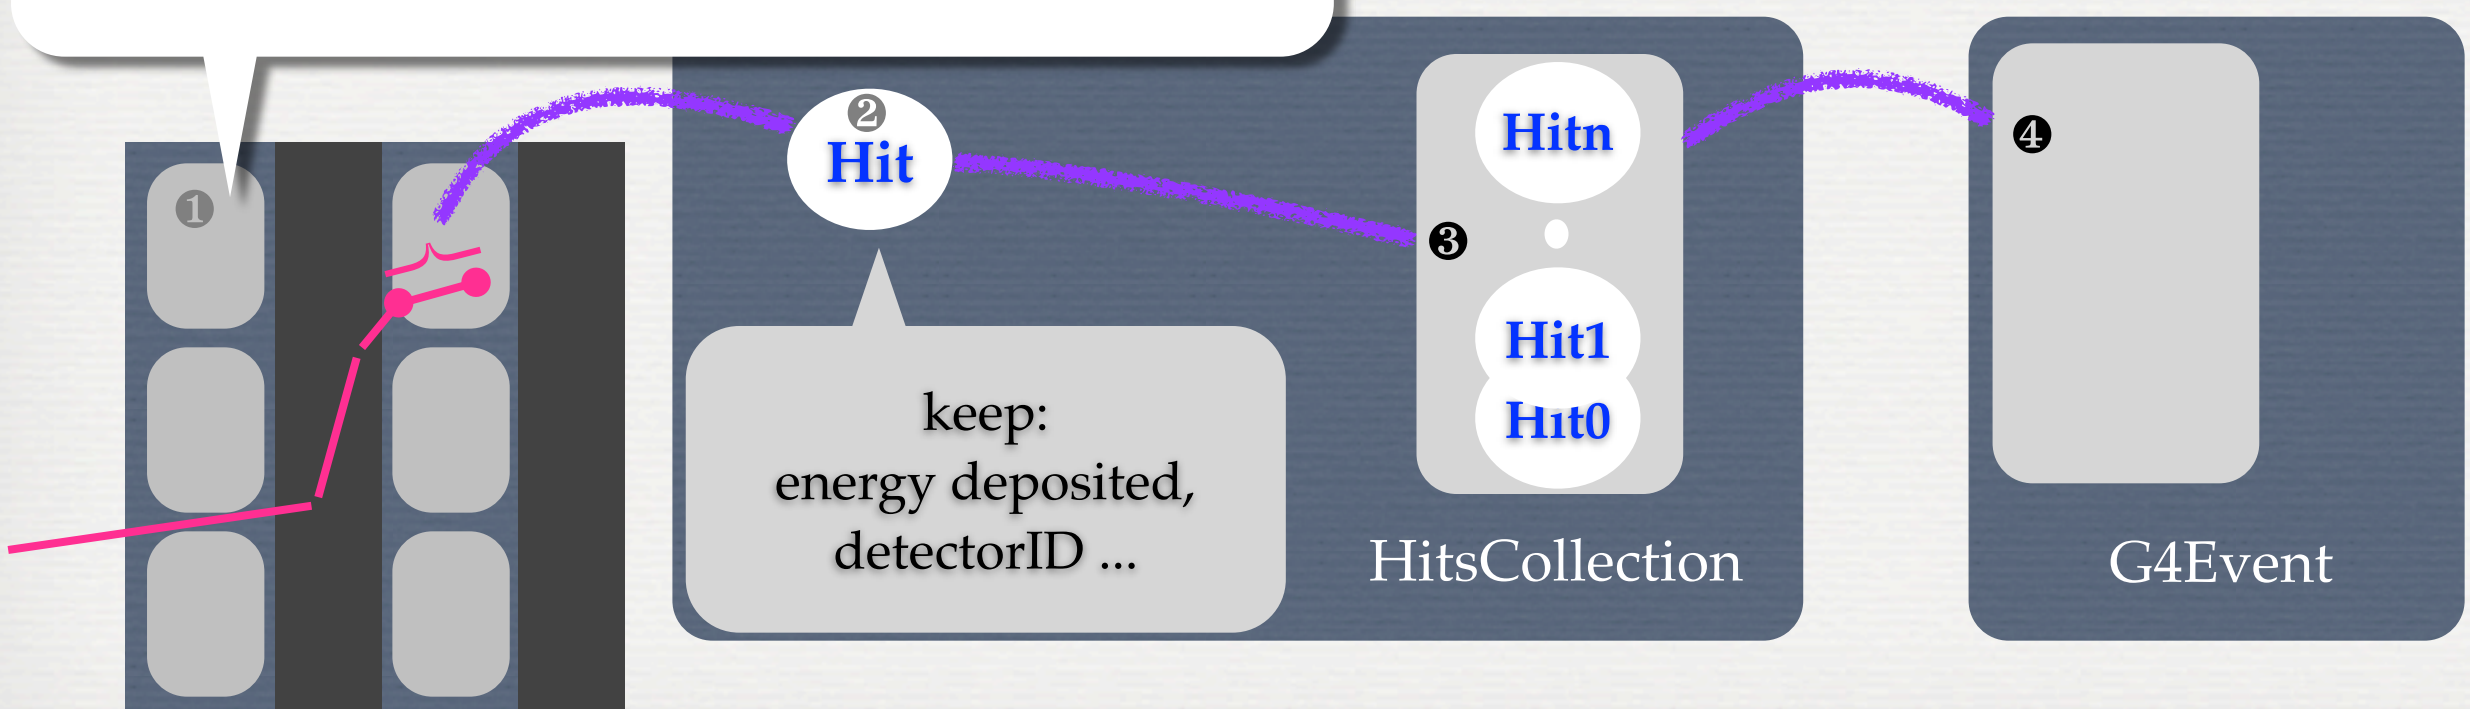 ❶
❷
Hit
keep:
energy deposited,
detectorID ...
❸
Hitn
Hit1
Hit0
HitsCollection
❹
G4Event